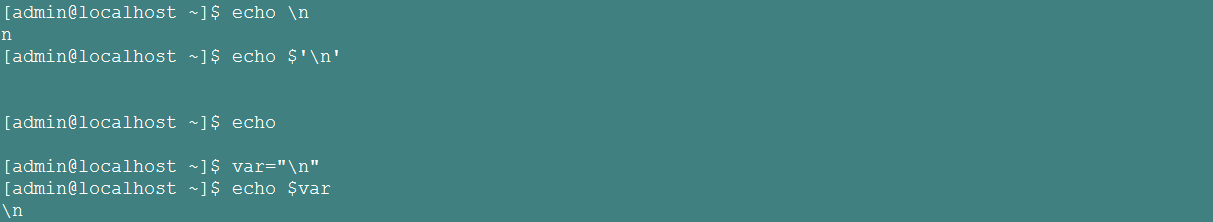 [admin@localhost ~]$ echo \n
n
[admin@localhost ~]$ echo $'\n'
[admin@localhost ~]$ echo
[admin@localhost ~]$ var="\n"
[admin@localhost ~]$ echo $var
\n